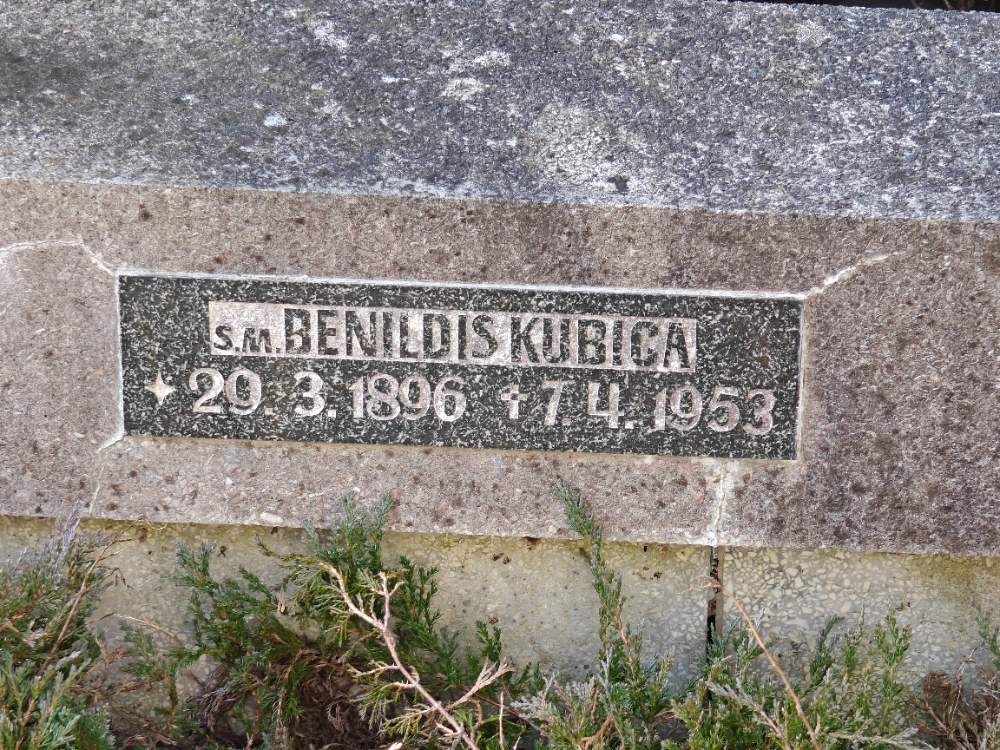 S.M. BENILDIS KUBICA
29. 3. 1896 ✝ 7. 4. 1953